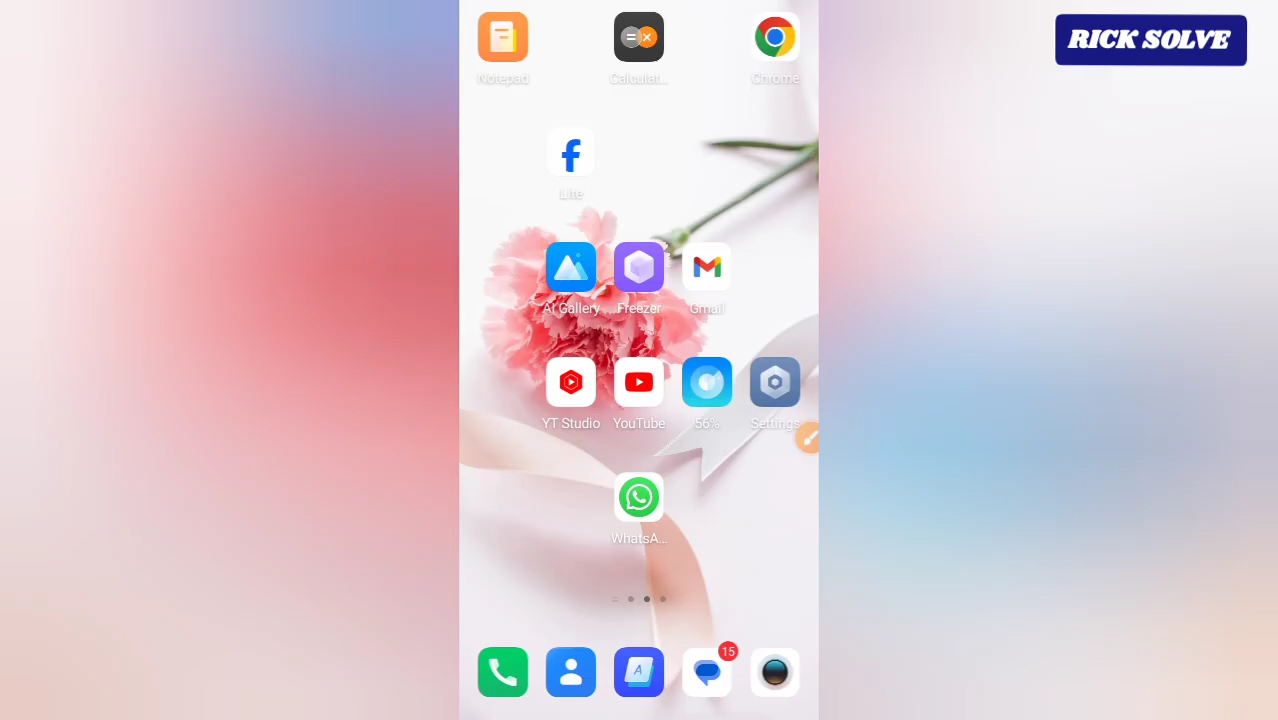 RICK SOLVE
Notepad
Calculat...
Chrome
Lite
AI Gallery
Freezer
Gmail
YT Studio
YouTube
56%
Settings
WhatsA...
15
A